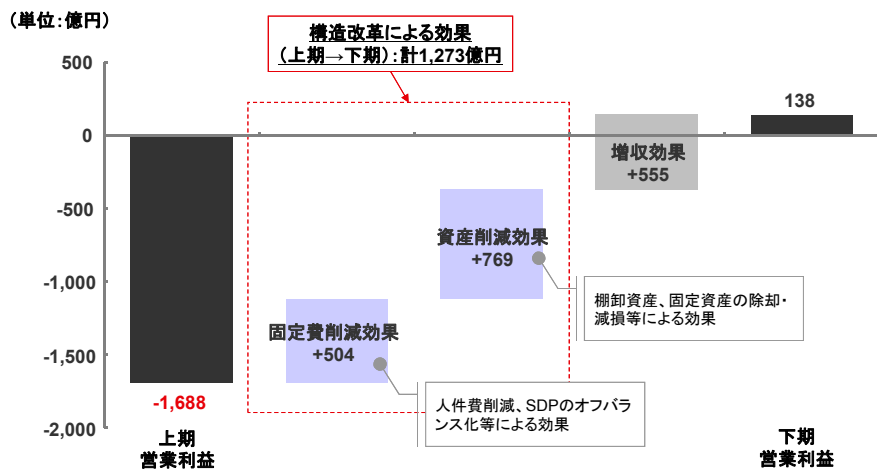 (単位:億円)
構造改革による効果
(上期→下期):計1,273億円
500
0
-500
-1,000
-1,500
-2,000
138
増収効果
+555
資産削減効果
+769
固定費削減効果
+504
棚卸資産、固定資産の除却・
減損等による効果
人件費削減、SDPのオフバラ
ンス化等による効果
-1,688
上期
営業利益
下期
営業利益